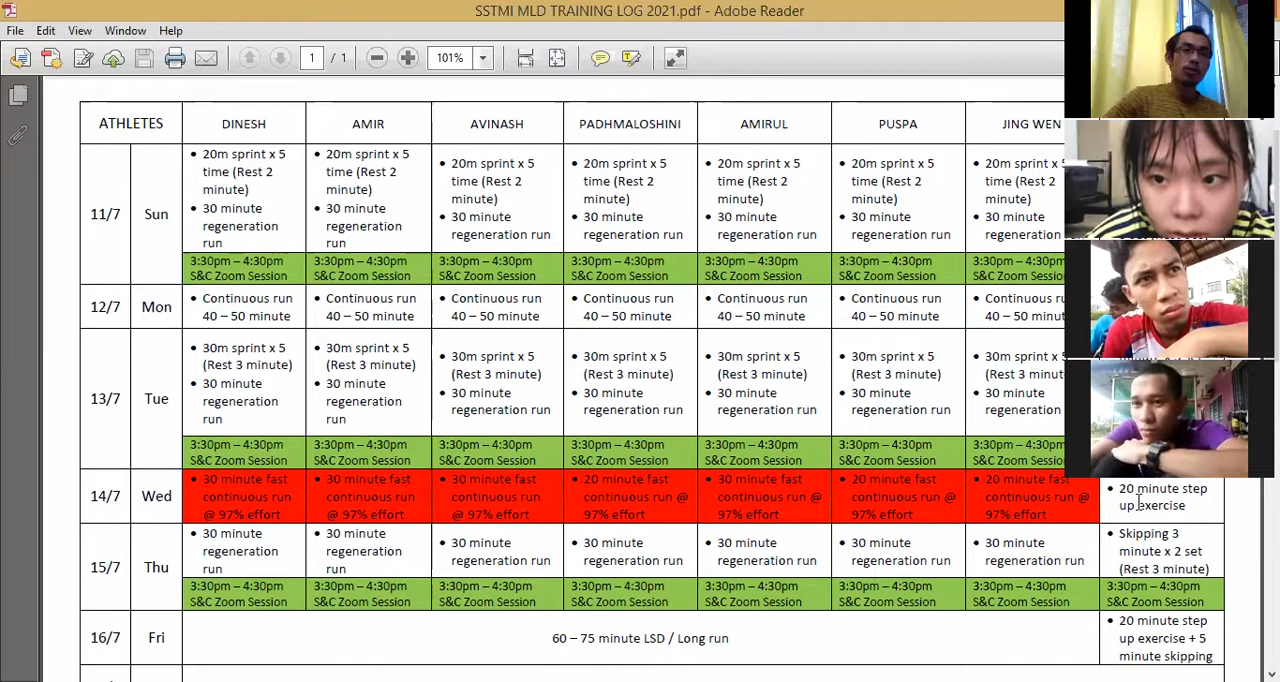 SSTMI MLD TRAINING LOG 2021.pdf - Adobe Reader
File Edit View Window Help
1 / 1 101%
ATHLETES DINESH AMIR AVINASH PADHMALOSHINI AMIRUL PUSPA JING WEN
11/7 Sun
• 20m sprint x 5
time (Rest 2
minute)
• 30 minute
regeneration
run
• 20m sprint x 5
time (Rest 2
minute)
• 30 minute
regeneration
run
• 20m sprint x 5
time (Rest 2
minute)
• 30 minute
regeneration run
• 20m sprint x 5
time (Rest 2
minute)
• 30 minute
regeneration run
• 20m sprint x 5
time (Rest 2
minute)
• 30 minute
regeneration run
• 20m sprint x 5
time (Rest 2
minute)
• 30 minute
regeneration run
• 20m sprint x 5
time (Rest 2
minute)
• 30 minute
regeneration
3:30pm – 4:30pm
S&C Zoom Session
3:30pm – 4:30pm
S&C Zoom Session
3:30pm – 4:30pm
S&C Zoom Session
3:30pm – 4:30pm
S&C Zoom Session
3:30pm – 4:30pm
S&C Zoom Session
3:30pm – 4:30pm
S&C Zoom Session
3:30pm – 4:30pm
S&C Zoom Session
12/7 Mon
• Continuous run
40 – 50 minute
• Continuous run
40 – 50 minute
• Continuous run
40 – 50 minute
• Continuous run
40 – 50 minute
• Continuous run
40 – 50 minute
• Continuous run
40 – 50 minute
• Continuous
40 – 50 minute
13/7 Tue
• 30m sprint x 5
(Rest 3 minute)
• 30 minute
regeneration
run
• 30m sprint x 5
(Rest 3 minute)
• 30 minute
regeneration
run
• 30m sprint x 5
(Rest 3 minute)
• 30 minute
regeneration run
• 30m sprint x 5
(Rest 3 minute)
• 30 minute
regeneration run
• 30m sprint x 5
(Rest 3 minute)
• 30 minute
regeneration run
• 30m sprint x 5
(Rest 3 minute)
• 30 minute
regeneration run
• 30m sprint x 5
(Rest 3 minute)
• 30 minute
regeneration
3:30pm – 4:30pm
S&C Zoom Session
3:30pm – 4:30pm
S&C Zoom Session
3:30pm – 4:30pm
S&C Zoom Session
3:30pm – 4:30pm
S&C Zoom Session
3:30pm – 4:30pm
S&C Zoom Session
3:30pm – 4:30pm
S&C Zoom Session
3:30pm – 4:30pm
S&C Zoom Session
14/7 Wed
• 30 minute fast
continuous run
@ 97% effort
• 30 minute fast
continuous run
@ 97% effort
• 30 minute fast
continuous run
@ 97% effort
• 20 minute fast
continuous run @
97% effort
• 30 minute fast
continuous run @
97% effort
• 20 minute fast
continuous run @
97% effort
• 20 minute fast
continuous run @
97% effort
• 20 minute step
up exercise
15/7 Thu
• 30 minute
regeneration
run
• 30 minute
regeneration
run
• 30 minute
regeneration run
• 30 minute
regeneration run
• 30 minute
regeneration run
• 30 minute
regeneration run
• 30 minute
regeneration run
• Skipping 3
minute x 2 set
(Rest 3 minute)
3:30pm – 4:30pm
S&C Zoom Session
3:30pm – 4:30pm
S&C Zoom Session
3:30pm – 4:30pm
S&C Zoom Session
3:30pm – 4:30pm
S&C Zoom Session
3:30pm – 4:30pm
S&C Zoom Session
3:30pm – 4:30pm
S&C Zoom Session
3:30pm – 4:30pm
S&C Zoom Session
3:30pm – 4:30pm
S&C Zoom Session
16/7 Fri
60 – 75 minute LSD / Long run
• 20 minute step
up exercise + 5
minute skipping